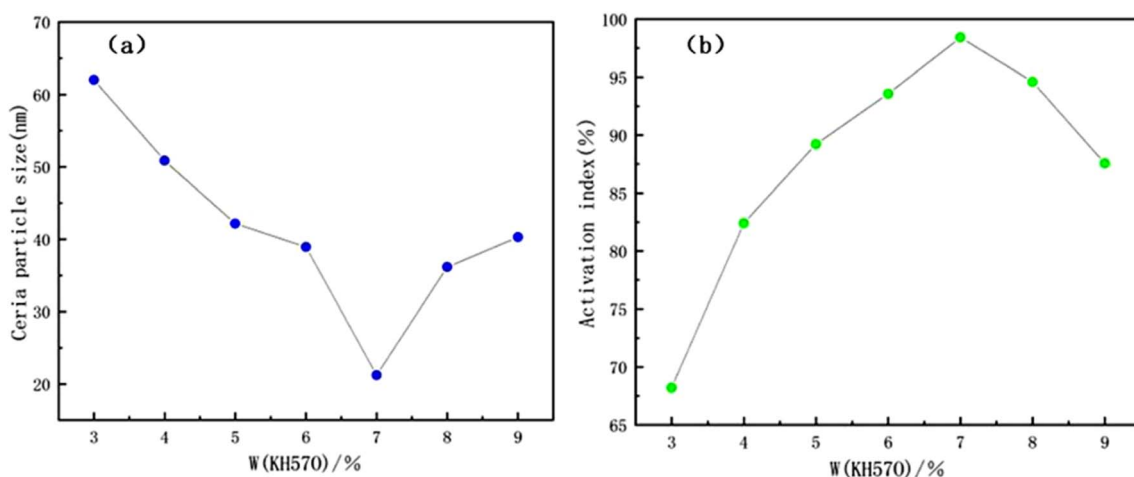 (a)
Ceria particle size(nm)
70
60
50
40
30
20
3 4 5 6 7 8 9
W(KH570)/%
(b)
Activation index(%)
100
95
90
85
80
75
70
65
3 4 5 6 7 8 9
W(KH570)/%